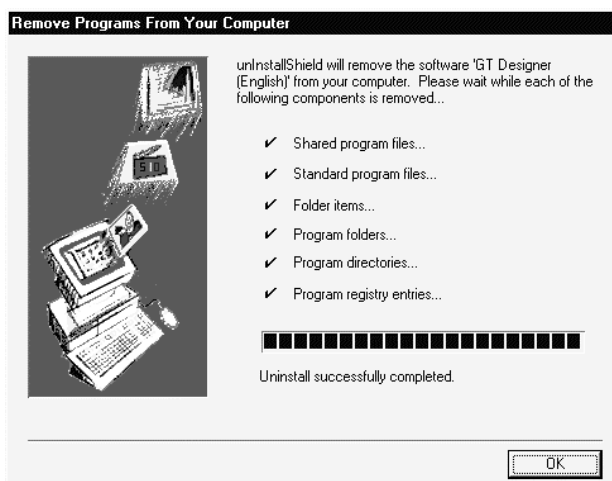 Remove Programs From Your Computer
unInstallShield will remove the software 'GT Designer
(English)' from your computer.  Please wait while each of the
following components is removed...
✔ Shared program files...
✔ Standard program files...
✔ Folder items...
✔ Program folders...
✔ Program directories...
✔ Program registry entries...
Uninstall successfully completed.
OK